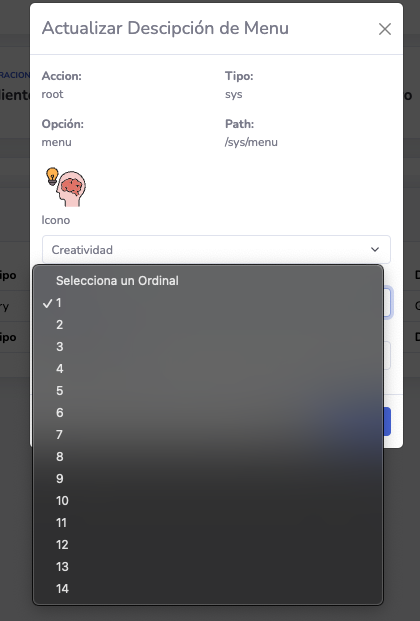 Actualizar Descipción de Menu
Accion:
root
Tipo:
sys
Opción:
menu
Path:
/sys/menu
Icono
Creatividad
Selecciona un Ordinal
✓ 1
2
3
4
5
6
7
8
9
10
11
12
13
14